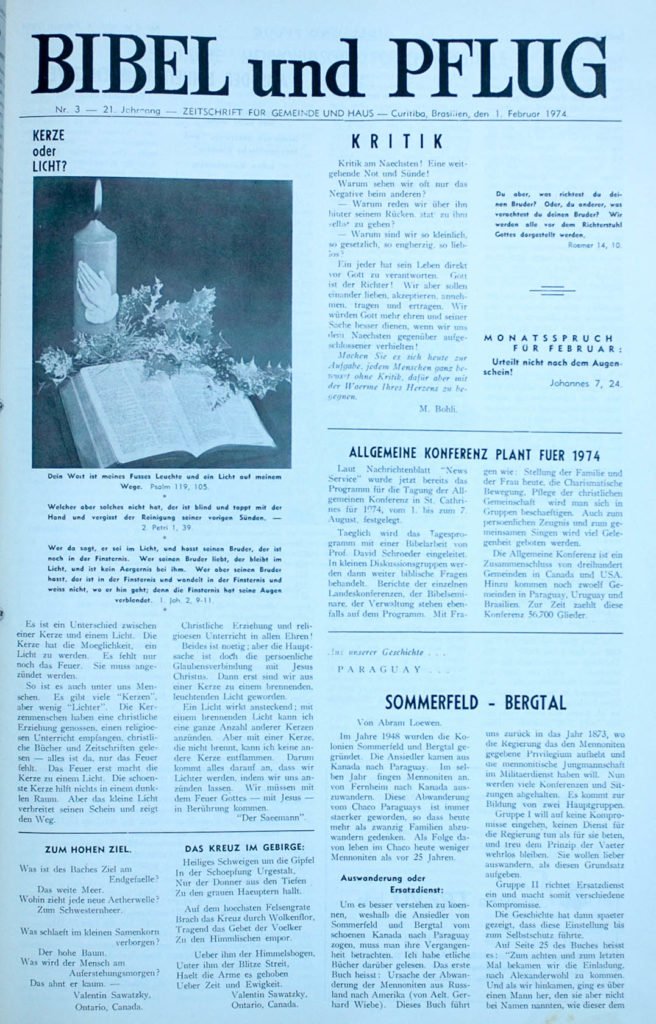 BIBEL und PFLUG
Nr. 3 — 21. Jahrgang — ZEITSCHRIFT FÜR GEMEINDE UND HAUS — Curitiba, Brasilien, den 1. Februar 1974.
KERZE
oder
LICHT?
Dein Wort ist meines Fusses Leuchte und ein Licht auf meinem
Wege. Psalm 119, 105.
*
Welcher aber solches nicht hat, der ist blind und tappt mit der
Hand und vergisst der Reinigung seiner vorigen Sünden. —
2. Petri 1, 39.
*
Wer da sagt, er sei im Licht, und hasst seinen Bruder, der ist
noch in der Finsternis. Wer seinen Bruder liebt, der bleibt im
Licht, und ist kein Aergernis bei ihm. Wer aber seinen Bruder
hasst, der ist in der Finsternis und wandelt in der Finsternis und
weiss nicht, wo er hin geht; denn die Finsternis hat seine Augen
verblendet. 1. Joh. 2, 9-11.
*
Es ist ein Unterschied zwischen
einer Kerze und einem Licht. Die
Kerze hat die Moeglichkeit, ein
Licht zu werden. Es fehlt nur
noch das Feuer. Sie muss ange-
zündet werden.
So ist es auch unter uns Men-
schen. Es gibt viele "Kerzen",
aber wenig "Lichter". Die Ker-
zenmenschen haben eine christliche
Erziehung genossen, einen religioe-
sen Unterricht empfangen, christli-
che Bücher und Zeitschriften gele-
sen — alles ist da, nur das Feuer
fehlt. Das Feuer erst macht die
Kerze zu einem Licht. Die schoen-
ste Kerze hilft nichts in einem dunk-
len Raum. Aber das kleine Licht
verbreitet seinen Schein und zeigt
den Weg.
Christliche Erziehung und reli-
gioesen Unterricht in allen Ehren!
Beides ist noetig; aber die Haupt-
sache ist doch die persoenliche
Glaubensverbindung mit Jesus
Christus. Dann erst wird aus
einer Kerze zu einem brennenden,
leuchtenden Licht geworden.
Ein Licht wirkt ansteckend; mit
einem brennenden Licht kann ich
eine ganze Anzahl anderer Kerzen
anzünden. Aber mit einer Kerze,
die nicht brennt, kann ich keine an-
dere Kerze entflammen. Darum
kommt alles darauf an, dass wir
Lichter werden, indem wir uns an-
zünden lassen. Wir müssen mit
dem Feuer Gottes — mit Jesus —
in Berührung kommen.
"Der Saemann".
ZUM HOHEN ZIEL.
Was ist des Baches Ziel am
Endgefaelle?
Das weite Meer.
Wohin zieht jede neue Aetherwelle?
Zum Schwesternheer.
Was schlaeft im kleinen Samenkorn
verborgen?
Der hohe Baum.
Was wird der Mensch am
Auferstehungsmorgen?
Das ahnt er kaum. —
Valentin Sawatzky,
Ontario, Canada.
DAS KREUZ IM GEBIRGE:
Heiliges Schweigen um die Gipfel
In der Schoepfung Urgestalt,
Nur der Donner aus den Tiefen
Zu den grauen Haeuptern hallt.
Auf dem hoechsten Felsengrate
Brach das Kreuz durch Wolkenflor,
Tragend das Gebet der Voelker
Zu den Himmlischen empor.
Ueber ihm der Himmelsbogen,
Unter ihm der Blitze Streit,
Haelt die Arme es gehoben
Ueber Zeit und Ewigkeit.
Valentin Sawatzky,
Ontario, Canada.
KRITIK
Kritik am Naechsten! Eine weit-
gehende Not und Sünde!
Warum sehen wir oft nur das
Negative beim anderen?
— Warum reden wir über ihn
hinter seinem Rücken, statt zu ihm
selbst zu gehen?
— Warum sind wir so kleinlich,
so gesetzlich, so engherzig, so lieb-
los?
Ein jeder hat sein Leben direkt
vor Gott zu verantworten. Gott
ist der Richter! Wir aber sollen
einander lieben, akzeptieren, anneh-
men, tragen und ertragen. Wir
würden Gott mehr ehren und seiner
Sache besser dienen, wenn wir uns
dem Naechsten gegenüber aufge-
schlossener verhielten!
Machen Sie es sich heute zur
Aufgabe, jedem Menschen ganz be-
wusst ohne Kritik, dafür aber mit
der Waerme Ihres Herzens zu be-
gegnen.
M. Bohli.
Du aber, was richtest du dei-
nen Bruder? Oder, du anderer, was
verachtest du deinen Bruder? Wir
werden alle vor dem Richterstuhl
Gottes dargestellt werden.
Roemer 14, 10.
MONATSSPRUCH
FÜR FEBRUAR:
Urteilt nicht nach dem Augen-
schein!
Johannes 7, 24.
ALLGEMEINE KONFERENZ PLANT FUER 1974
Laut Nachrichtenblatt "News
Service" wurde jetzt bereits das
Programm für die Tagung der All-
gemeinen Konferenz in St. Cathri-
nes für 1974, vom 1. bis zum 7.
August, festgelegt.
Taeglich wird das Tagespro-
gramm mit einer Bibelarbeit von
Prof. David Schroeder eingeleitet.
In kleinen Diskussionsgruppen wer-
den dann weiter biblische Fragen
behandelt. Berichte der einzelnen
Landeskonferenzen, der Bibelsemi-
nare, der Verwaltung stehen eben-
falls auf dem Programm. Mit Fra-
gen wie: Stellung der Familie und
der Frau heute, die Charismatische
Bewegung, Pflege der christlichen
Gemeinschaft wird man sich in
Gruppen beschaeftigen. Auch zum
persoenlichen Zeugnis und zum ge-
meinsamen Singen wird viel Gele-
genheit geboten werden.
Die Allgemeine Konferenz ist ein
Zusammenschluss von dreihundert
Gemeinden in Canada und USA.
Hinzu kommen noch zwoelf Ge-
meinden in Paraguay, Uruguay und
Brasilien. Zur Zeit zaehlt diese
Konferenz 56.700 Glieder.
Aus unserer Geschichte . . .
PARAGUAY . . .
SOMMERFELD - BERGTAL
Von Abram Loewen.
Im Jahre 1948 wurden die Ko-
lonien Sommerfeld und Bergtal ge-
gründet. Die Ansiedler kamen aus
Kanada nach Paraguay. Im sel-
ben Jahr fingen Mennoniten an,
von Fernheim nach Kanada aus-
zuwandern. Diese Abwanderung
vom Chaco Paraguays ist immer
staerker geworden, so dass heute
mehr als zwanzig Familien abzu-
wandern gedenken. Als Folge da-
von leben im Chaco heute weniger
Mennoniten als vor 25 Jahren.
Auswanderung oder
Ersatzdienst:
Um es besser verstehen zu koen-
nen, weshalb die Ansiedler von
Sommerfeld und Bergtal vom
schoenen Kanada nach Paraguay
zogen, muss man ihre Vergangen-
heit betrachten. Ich habe etliche
Bücher darüber gelesen. Das erste
Buch heisst: Ursache der Abwan-
derung der Mennoniten aus Russ-
land nach Amerika (von Aelt. Ger-
hard Wiebe). Dieses Buch führt
uns zurück in das Jahr 1873, wo
die Regierung das den Mennoniten
gegebene Privilegium aufhebt und
die mennonitische Jungmannschaft
im Militaerdienst haben will. Nun
werden viele Konferenzen und Sit-
zungen abgehalten. Es kommt zur
Bildung von zwei Hauptgruppen.
Gruppe I will auf keine Kompro-
misse eingehen, keinen Dienst für
die Regierung tun als für sie beten,
und treu dem Prinzip der Vaeter
wehrlos bleiben. Sie wollen lieber
auswandern, als diesen Grundsatz
aufgeben.
Gruppe II richtet Ersatzdienst
ein und macht somit verschiedene
Kompromisse.
Die Geschichte hat dann spaeter
gezeigt, dass diese Einstellung bis
zum Selbstschutz führte.
Auf Seite 25 des Buches heisst
es: "Zum achten und zum letzten
Mal bekamen wir die Einladung,
nach Alexanderwohl zu kommen.
Und als wir hinkamen, ging es über
einen Mann her, den sie aber nicht
bei Namen nannten, wie dieser dem